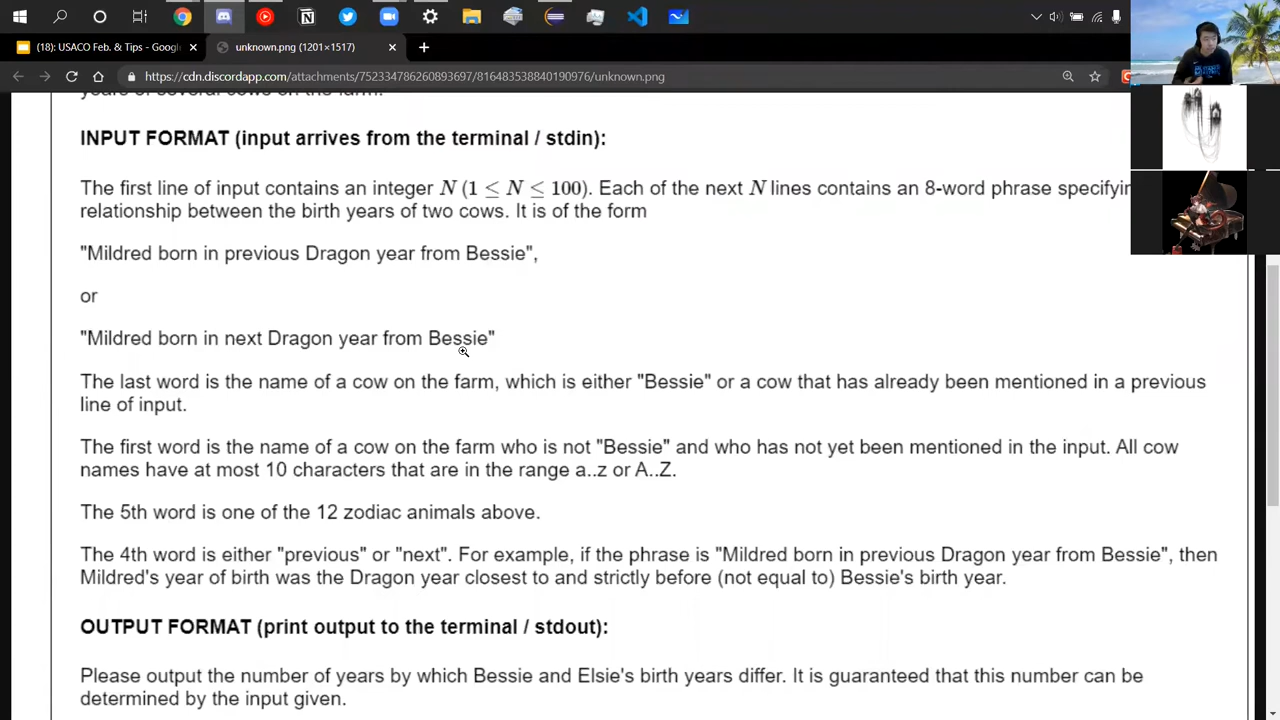 (18): USACO Feb. & Tips - Googl
unknown.png (1201×1517)
https://cdn.discordapp.com/attachments/752334786260893697/816483538840190976/unknown.png
years of several cows on the farm.
INPUT FORMAT (input arrives from the terminal / stdin):
The first line of input contains an integer N (1 ≤ N ≤ 100). Each of the next N lines contains an 8-word phrase specifyin
relationship between the birth years of two cows. It is of the form
"Mildred born in previous Dragon year from Bessie",
or
"Mildred born in next Dragon year from Bessie"
The last word is the name of a cow on the farm, which is either "Bessie" or a cow that has already been mentioned in a previous
line of input.
The first word is the name of a cow on the farm who is not "Bessie" and who has not yet been mentioned in the input. All cow
names have at most 10 characters that are in the range a..z or A..Z.
The 5th word is one of the 12 zodiac animals above.
The 4th word is either "previous" or "next". For example, if the phrase is "Mildred born in previous Dragon year from Bessie", then
Mildred's year of birth was the Dragon year closest to and strictly before (not equal to) Bessie's birth year.
OUTPUT FORMAT (print output to the terminal / stdout):
Please output the number of years by which Bessie and Elsie's birth years differ. It is guaranteed that this number can be
determined by the input given.